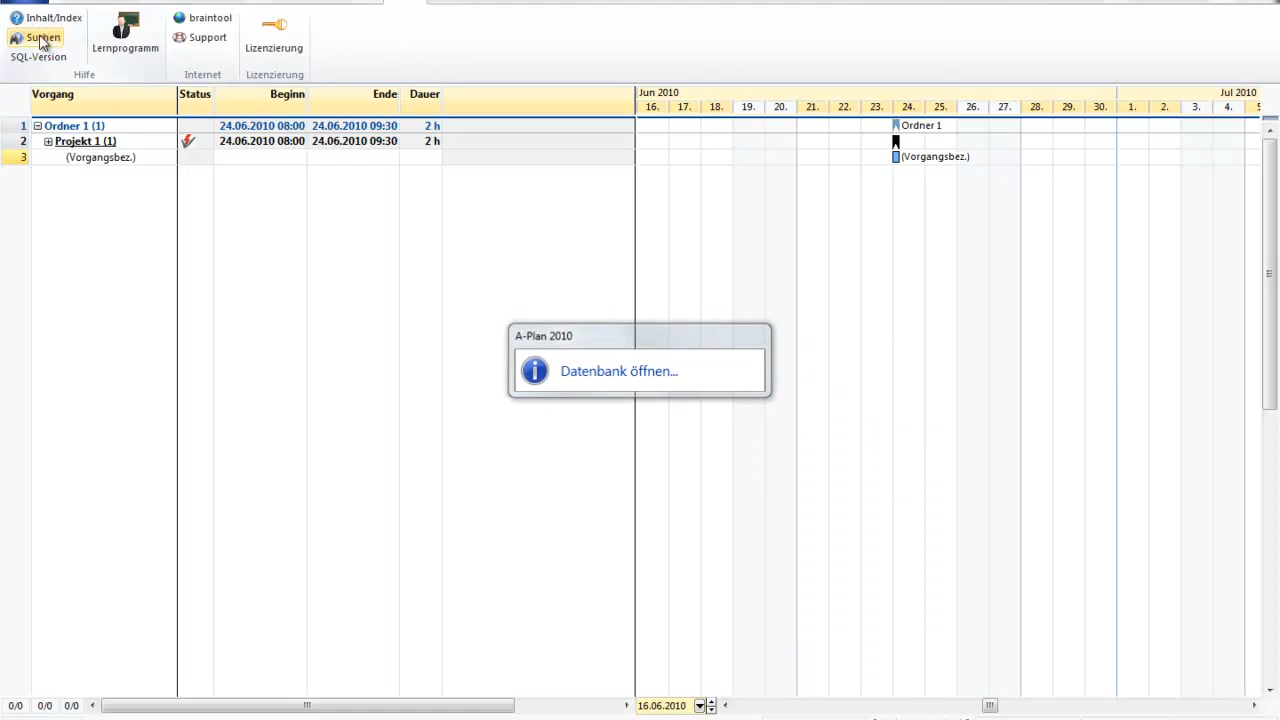 Inhalt/Index
Suchen
SQL-Version
Hilfe
Lernprogramm
braintool
Support
Internet
Lizenzierung
Lizenzierung
Vorgang Status Beginn Ende Dauer
Jun 2010 Jul 2010
16. 17. 18. 19. 20. 21. 22. 23. 24. 25. 26. 27. 28. 29. 30. 1. 2. 3. 4. 5
1 Ordner 1 (1) 24.06.2010 08:00 24.06.2010 09:30 2 h Ordner 1
2 Projekt 1 (1) 24.06.2010 08:00 24.06.2010 09:30 2 h
3 (Vorgangsbez.) (Vorgangsbez.)
A-Plan 2010
Datenbank öffnen...
0/0 0/0 0/0 16.06.2010